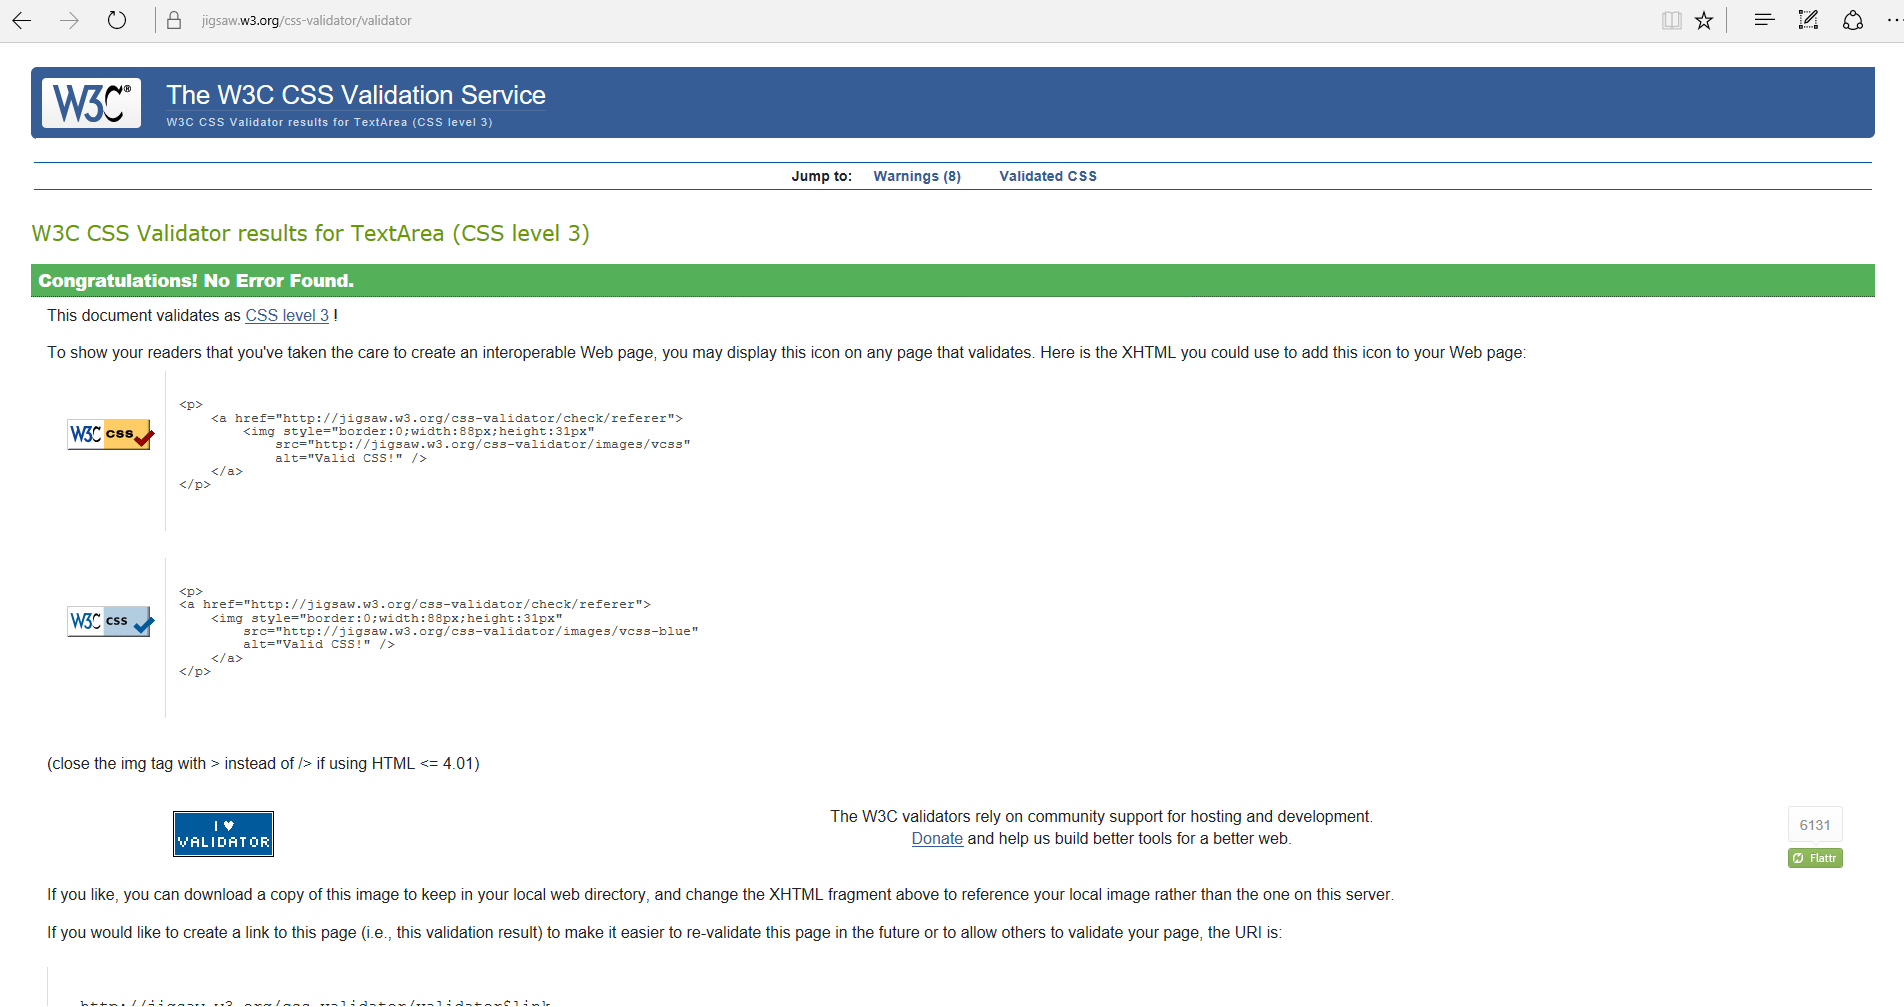 jigsaw.w3.org/css-validator/validator
W3C®
The W3C CSS Validation Service
W3C CSS Validator results for TextArea (CSS level 3)
Jump to: Warnings (8) Validated CSS
W3C CSS Validator results for TextArea (CSS level 3)
Congratulations! No Error Found.
This document validates as CSS level 3 !
To show your readers that you've taken the care to create an interoperable Web page, you may display this icon on any page that validates. Here is the XHTML you could use to add this icon to your Web page:
W3C css
<p>
<a href="http://jigsaw.w3.org/css-validator/check/referer">
<img style="border:0;width:88px;height:31px"
src="http://jigsaw.w3.org/css-validator/images/vcss"
alt="Valid CSS!" />
</a>
</p>
W3C css
<p>
<a href="http://jigsaw.w3.org/css-validator/check/referer">
<img style="border:0;width:88px;height:31px"
src="http://jigsaw.w3.org/css-validator/images/vcss-blue"
alt="Valid CSS!" />
</a>
</p>
(close the img tag with > instead of /> if using HTML <= 4.01)
I ♥
VALIDATOR
The W3C validators rely on community support for hosting and development.
Donate and help us build better tools for a better web.
6131
Flattr
If you like, you can download a copy of this image to keep in your local web directory, and change the XHTML fragment above to reference your local image rather than the one on this server.
If you would like to create a link to this page (i.e., this validation result) to make it easier to re-validate this page in the future or to allow others to validate your page, the URI is:
http://jigsaw.w3.org/css-validator/validator$link